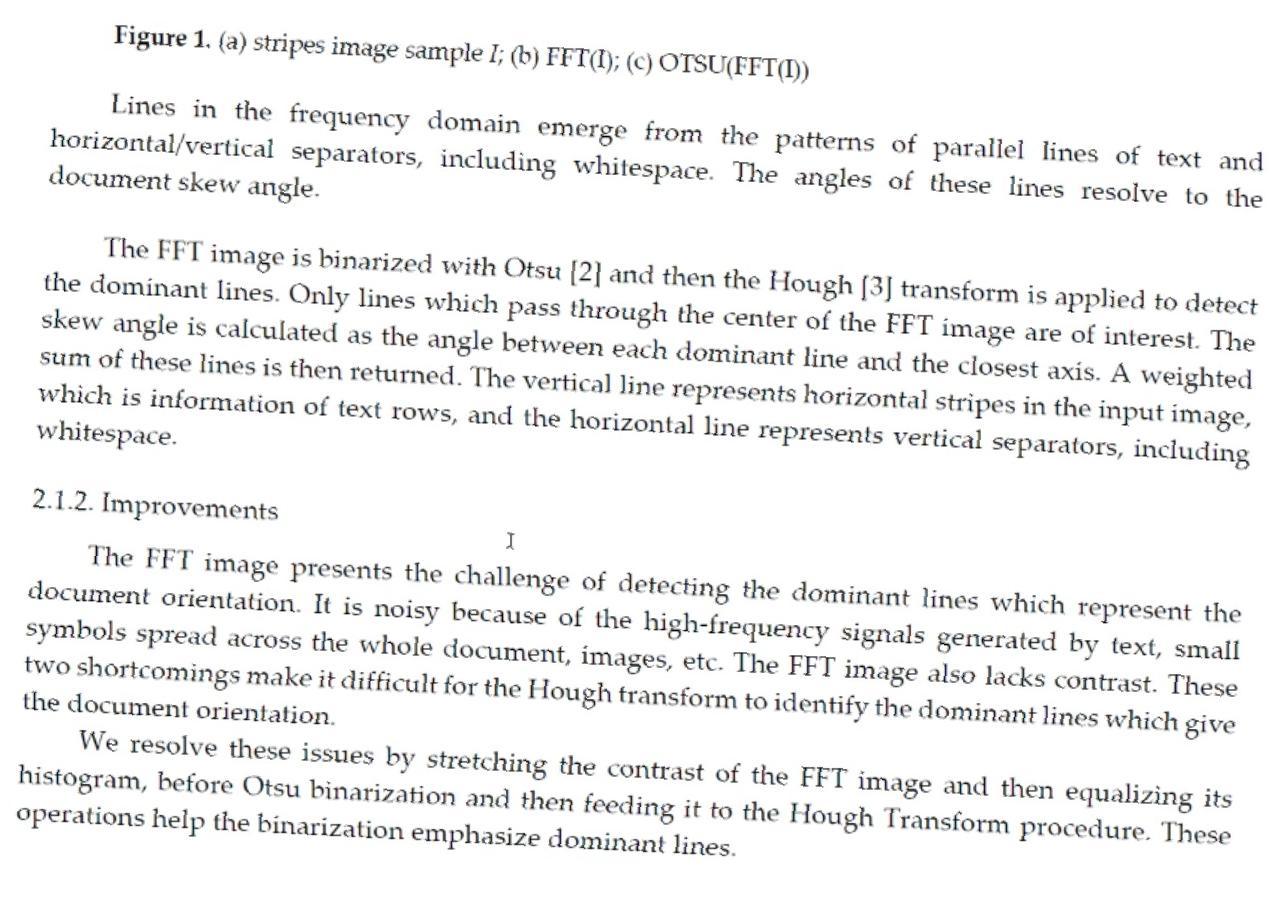 Figure 1. (a) stripes image sample I; (b) FFT(I); (c) OTSU(FFT(I))
Lines in the frequency domain emerge from the patterns of parallel lines of text and
horizontal/vertical separators, including whitespace. The angles of these lines resolve to the
document skew angle.
The FFT image is binarized with Otsu [2] and then the Hough [3] transform is applied to detect
the dominant lines. Only lines which pass through the center of the FFT image are of interest. The
skew angle is calculated as the angle between each dominant line and the closest axis. A weighted
sum of these lines is then returned. The vertical line represents horizontal stripes in the input image,
which is information of text rows, and the horizontal line represents vertical separators, including
whitespace.
2.1.2. Improvements
The FFT image presents the challenge of detecting the dominant lines which represent the
document orientation. It is noisy because of the high-frequency signals generated by text, small
symbols spread across the whole document, images, etc. The FFT image also lacks contrast. These
two shortcomings make it difficult for the Hough transform to identify the dominant lines which give
the document orientation.
We resolve these issues by stretching the contrast of the FFT image and then equalizing its
histogram, before Otsu binarization and then feeding it to the Hough Transform procedure. These
operations help the binarization emphasize dominant lines.